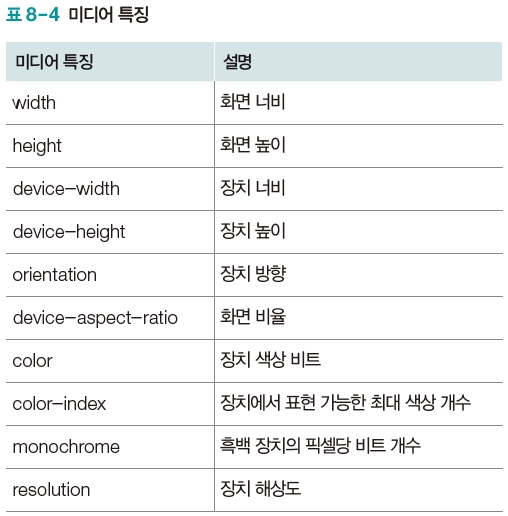 표 8-4 미디어 특징
미디어 특징 설명
width 화면 너비
height 화면 높이
device-width 장치 너비
device-height 장치 높이
orientation 장치 방향
device-aspect-ratio 화면 비율
color 장치 색상 비트
color-index 장치에서 표현 가능한 최대 색상 개수
monochrome 흑백 장치의 픽셀당 비트 개수
resolution 장치 해상도